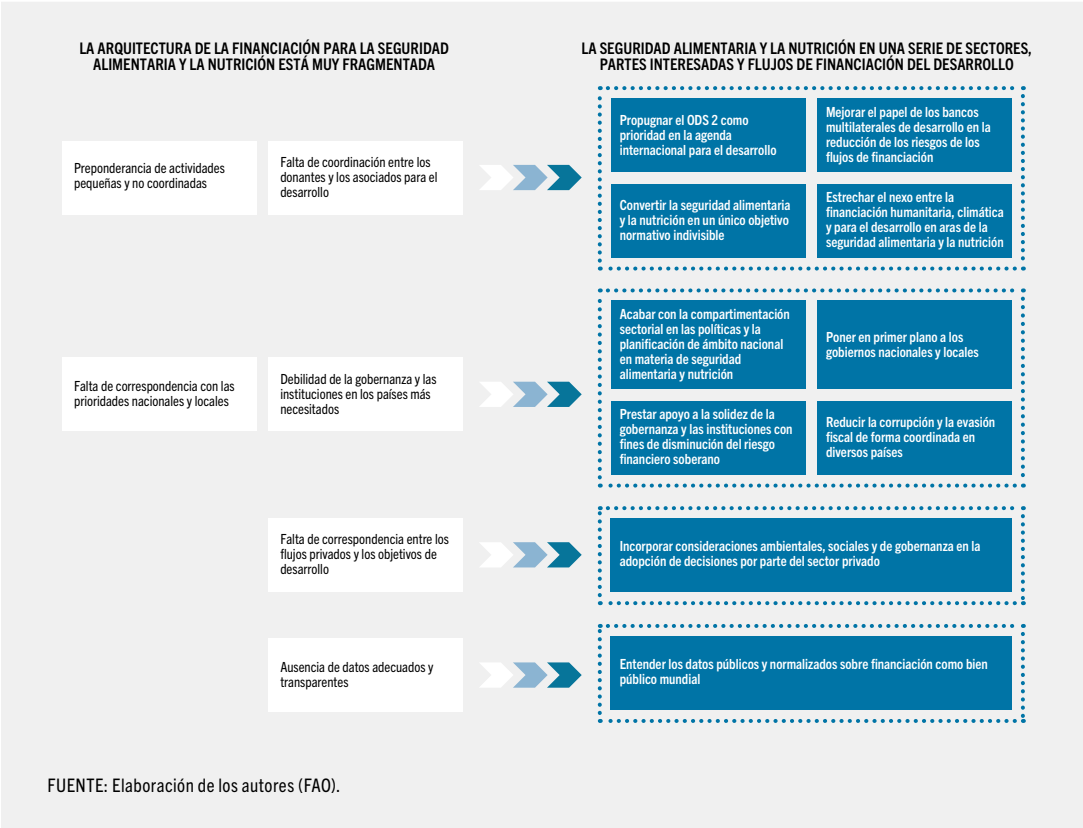 LA ARQUITECTURA DE LA FINANCIACIÓN PARA LA SEGURIDAD
ALIMENTARIA Y LA NUTRICIÓN ESTÁ MUY FRAGMENTADA
LA SEGURIDAD ALIMENTARIA Y LA NUTRICIÓN EN UNA SERIE DE SECTORES,
PARTES INTERESADAS Y FLUJOS DE FINANCIACIÓN DEL DESARROLLO
Preponderancia de actividades
pequeñas y no coordinadas
Falta de coordinación entre los
donantes y los asociados para el
desarrollo
Propugnar el ODS 2 como
prioridad en la agenda
internacional para el desarrollo
Mejorar el papel de los bancos
multilaterales de desarrollo en la
reducción de los riesgos de los
flujos de financiación
Convertir la seguridad alimentaria
y la nutrición en un único objetivo
normativo indivisible
Estrechar el nexo entre la
financiación humanitaria, climática
y para el desarrollo en aras de la
seguridad alimentaria y la nutrición
Falta de correspondencia con las
prioridades nacionales y locales
Debilidad de la gobernanza y las
instituciones en los países más
necesitados
Acabar con la compartimentación
sectorial en las políticas y la
planificación de ámbito nacional
en materia de seguridad
alimentaria y nutrición
Poner en primer plano a los
gobiernos nacionales y locales
Prestar apoyo a la solidez de la
gobernanza y las instituciones con
fines de disminución del riesgo
financiero soberano
Reducir la corrupción y la evasión
fiscal de forma coordinada en
diversos países
Falta de correspondencia entre los
flujos privados y los objetivos de
desarrollo
Incorporar consideraciones ambientales, sociales y de gobernanza en la
adopción de decisiones por parte del sector privado
Ausencia de datos adecuados y
transparentes
Entender los datos públicos y normalizados sobre financiación como bien
público mundial
FUENTE: Elaboración de los autores (FAO).